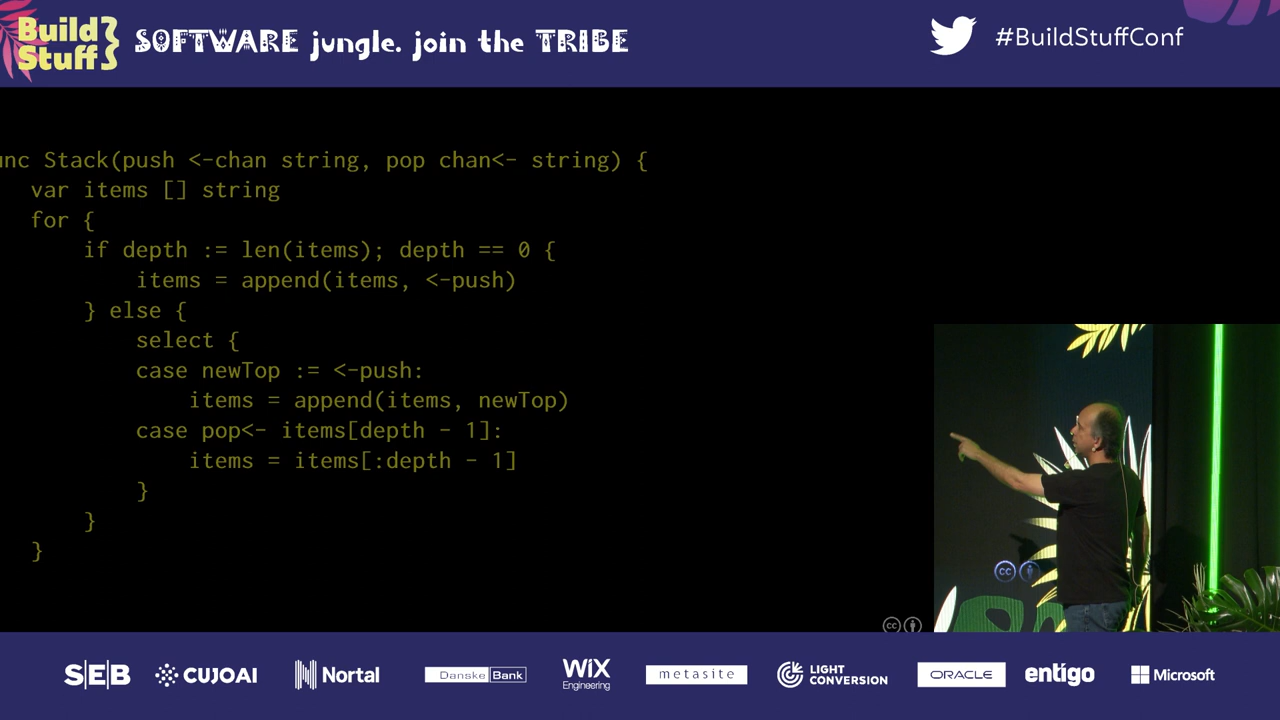 Build
Stuff}
SOFTWARE jungle. join the TRIBE
#BuildStuffConf
unc Stack(push <-chan string, pop chan<- string) {
var items [] string
for {
if depth := len(items); depth == 0 {
items = append(items, <-push)
} else {
select {
case newTop := <-push:
items = append(items, newTop)
case pop<- items[depth - 1]:
items = items[:depth - 1]
}
}
}
cc
cc
S|E|B
CUJOAI
Nortal
Danske Bank
WiX
Engineering
metasite
LIGHT
CONVERSION
ORACLE
entigo
Microsoft